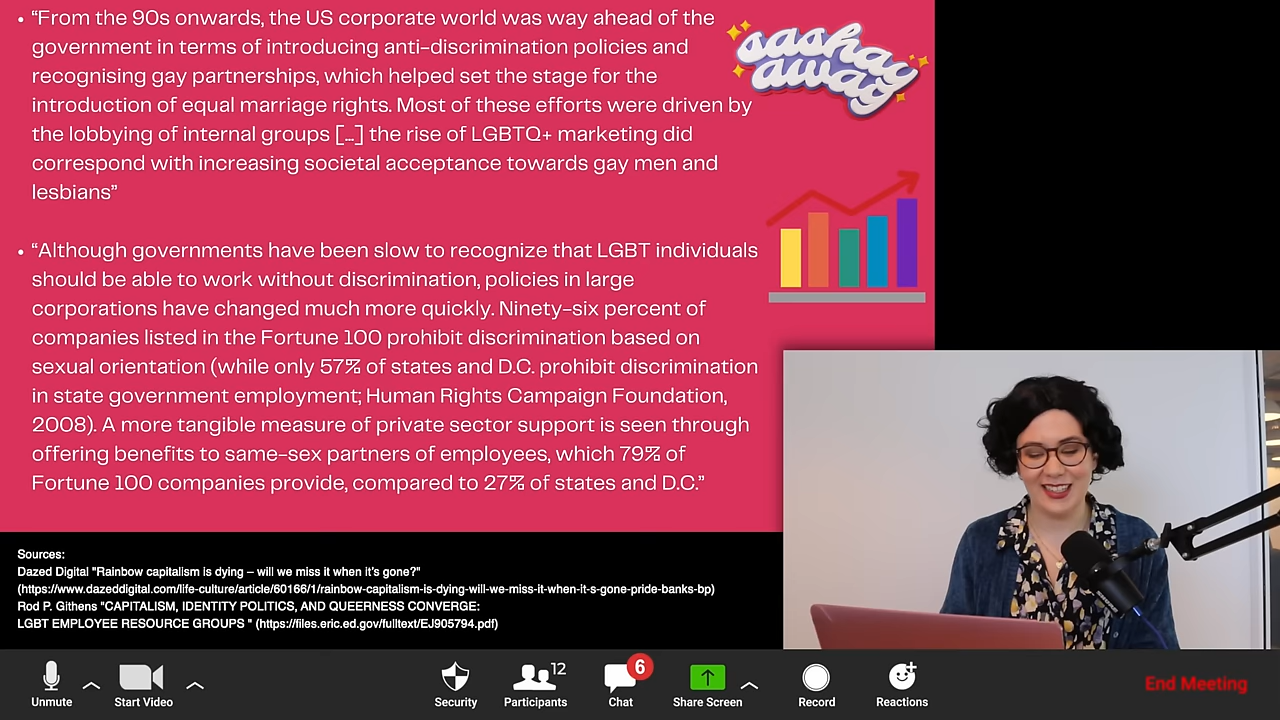 • “From the 90s onwards, the US corporate world was way ahead of the
government in terms of introducing anti-discrimination policies and
recognising gay partnerships, which helped set the stage for the
introduction of equal marriage rights. Most of these efforts were driven by
the lobbying of internal groups [...] the rise of LGBTQ+ marketing did
correspond with increasing societal acceptance towards gay men and
lesbians”
sashay
away
• “Although governments have been slow to recognize that LGBT individuals
should be able to work without discrimination, policies in large
corporations have changed much more quickly. Ninety-six percent of
companies listed in the Fortune 100 prohibit discrimination based on
sexual orientation (while only 57% of states and D.C. prohibit discrimination
in state government employment; Human Rights Campaign Foundation,
2008). A more tangible measure of private sector support is seen through
offering benefits to same-sex partners of employees, which 79% of
Fortune 100 companies provide, compared to 27% of states and D.C.”
Sources:
Dazed Digital "Rainbow capitalism is dying – will we miss it when it’s gone?"
(https://www.dazeddigital.com/life-culture/article/60166/1/rainbow-capitalism-is-dying-will-we-miss-it-when-it-s-gone-pride-banks-bp)
Rod P. Githens "CAPITALISM, IDENTITY POLITICS, AND QUEERNESS CONVERGE:
LGBT EMPLOYEE RESOURCE GROUPS " (https://files.eric.ed.gov/fulltext/EJ905794.pdf)
Unmute
Start Video
Security
12
Participants
6
Chat
Share Screen
Record
Reactions
End Meeting